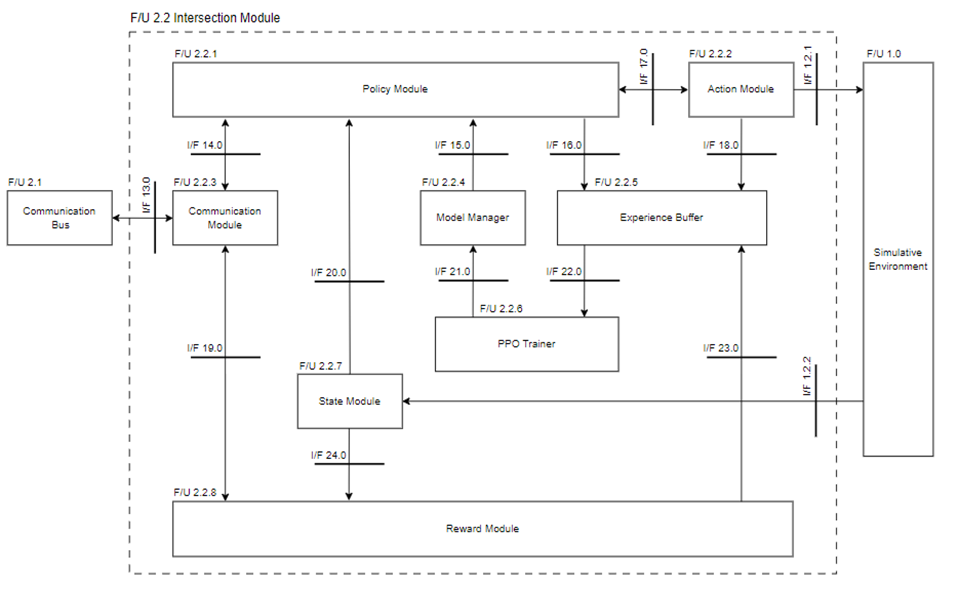 F/U 2.2 Intersection Module
F/U 2.2.1
Policy Module
I/F 17.0
F/U 2.2.2
Action Module
I/F 1.2.1
F/U 1.0
Simulative
Environment
I/F 14.0
I/F 15.0
I/F 16.0
I/F 18.0
F/U 2.1
Communication
Bus
I/F 13.0
F/U 2.2.3
Communication
Module
F/U 2.2.4
Model Manager
F/U 2.2.5
Experience Buffer
I/F 20.0
I/F 21.0
I/F 22.0
F/U 2.2.6
PPO Trainer
I/F 19.0
I/F 23.0
F/U 2.2.7
State Module
I/F 1.2.2
I/F 24.0
F/U 2.2.8
Reward Module